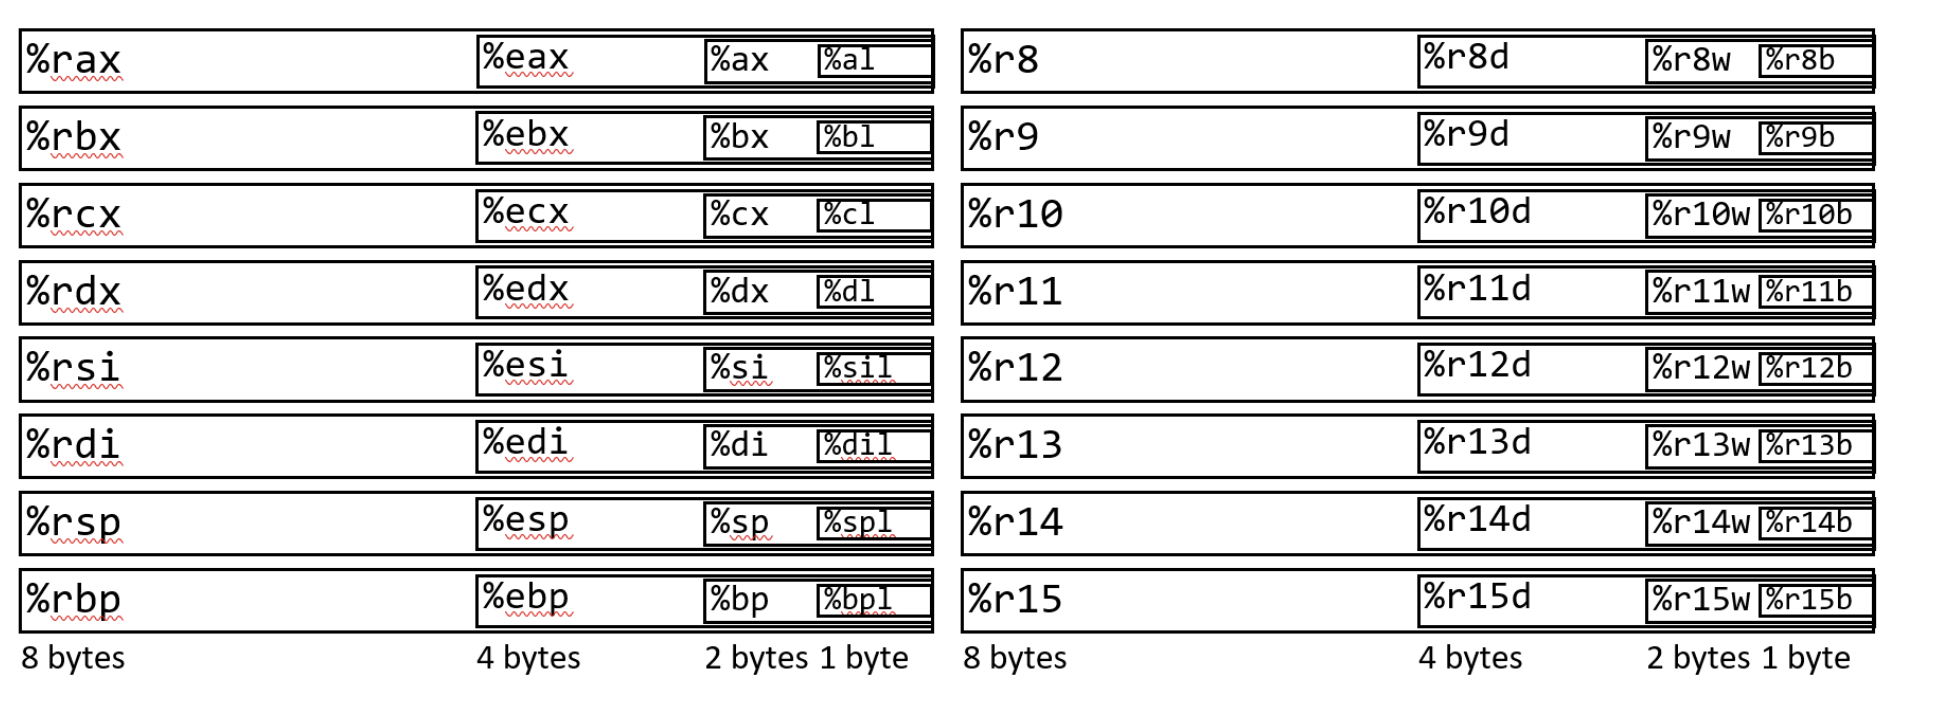 %rax %eax %ax %al %r8 %r8d %r8w %r8b
%rbx %ebx %bx %bl %r9 %r9d %r9w %r9b
%rcx %ecx %cx %cl %r10 %r10d %r10w %r10b
%rdx %edx %dx %dl %r11 %r11d %r11w %r11b
%rsi %esi %si %sil %r12 %r12d %r12w %r12b
%rdi %edi %di %dil %r13 %r13d %r13w %r13b
%rsp %esp %sp %spl %r14 %r14d %r14w %r14b
%rbp %ebp %bp %bpl %r15 %r15d %r15w %r15b
8 bytes 4 bytes 2 bytes 1 byte 8 bytes 4 bytes 2 bytes 1 byte